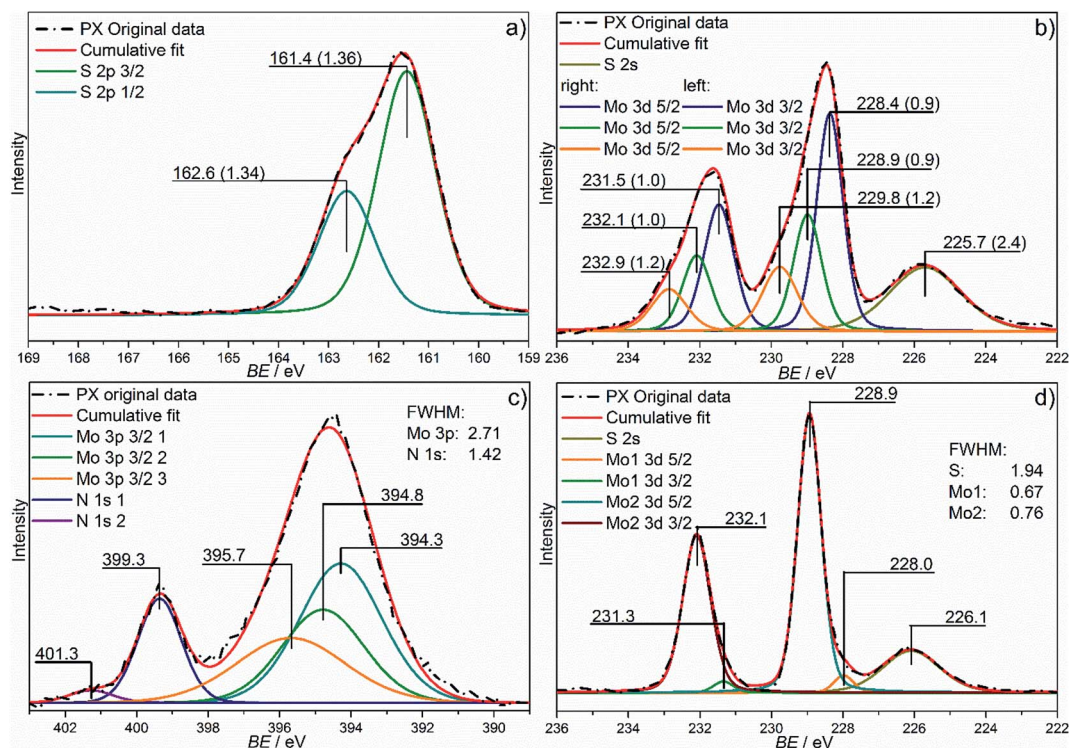 PX Original data
Cumulative fit
S 2p 3/2
S 2p 1/2
a)
161.4 (1.36)
162.6 (1.34)
Intensity
169 168 167 166 165 164 163 162 161 160 159
BE / eV
PX Original data
Cumulative fit
S 2s
b)
right: left:
Mo 3d 5/2 Mo 3d 3/2
Mo 3d 5/2 Mo 3d 3/2
Mo 3d 5/2 Mo 3d 3/2
228.4 (0.9)
228.9 (0.9)
231.5 (1.0)
229.8 (1.2)
232.1 (1.0)
232.9 (1.2)
225.7 (2.4)
Intensity
236 234 232 230 228 226 224 222
BE / eV
PX original data
Cumulative fit
Mo 3p 3/2 1
Mo 3p 3/2 2
Mo 3p 3/2 3
N 1s 1
N 1s 2
c)
FWHM:
Mo 3p: 2.71
N 1s: 1.42
394.8
394.3
395.7
399.3
401.3
Intensity
402 400 398 396 394 392 390
BE / eV
PX Original data
Cumulative fit
S 2s
Mo1 3d 5/2
Mo1 3d 3/2
Mo2 3d 5/2
Mo2 3d 3/2
d)
228.9
FWHM:
S: 1.94
Mo1: 0.67
Mo2: 0.76
232.1
228.0
231.3
226.1
Intensity
236 234 232 230 228 226 224 222
BE / eV